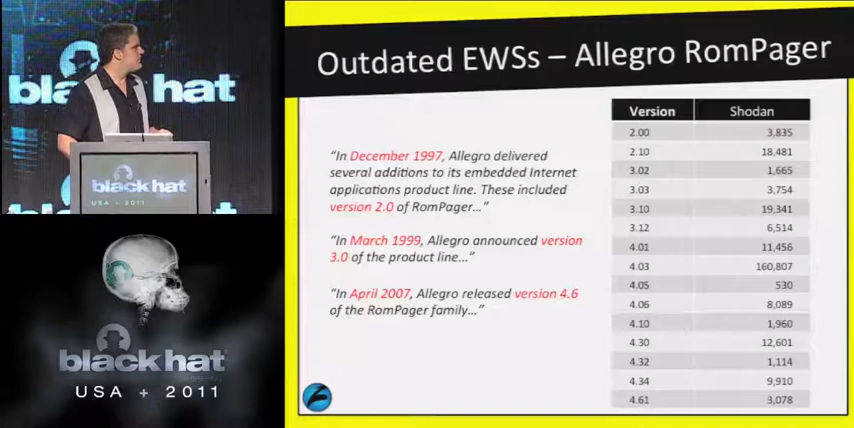 black hat
black hat
USA + 2011
black hat
USA + 2011
Outdated EWSs – Allegro RomPager
“In December 1997, Allegro delivered
several additions to its embedded Internet
applications product line. These included
version 2.0 of RomPager…”
“In March 1999, Allegro announced version
3.0 of the product line…”
“In April 2007, Allegro released version 4.6
of the RomPager family…”
Version Shodan
2.00 3,835
2.10 18,481
3.02 1,665
3.03 3,754
3.10 19,341
3.12 6,514
4.01 11,456
4.03 160,807
4.05 530
4.06 8,089
4.10 1,960
4.30 12,601
4.32 1,114
4.34 9,910
4.61 3,078